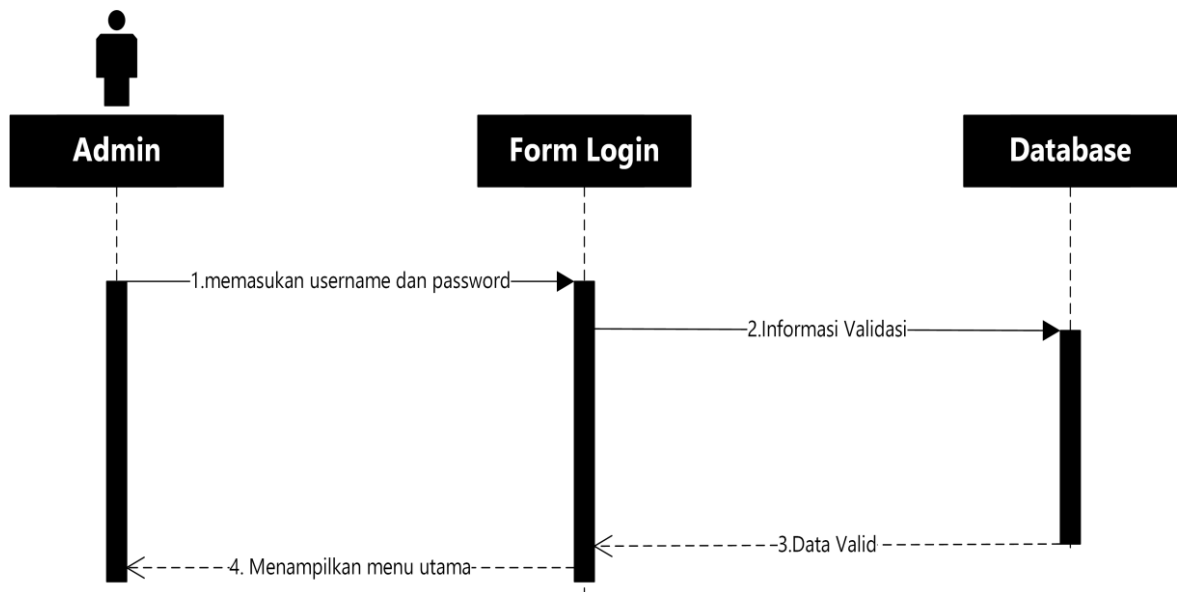 Admin
Form Login
Database
1.memasukan username dan password
2.Informasi Validasi
3.Data Valid
4. Menampilkan menu utama